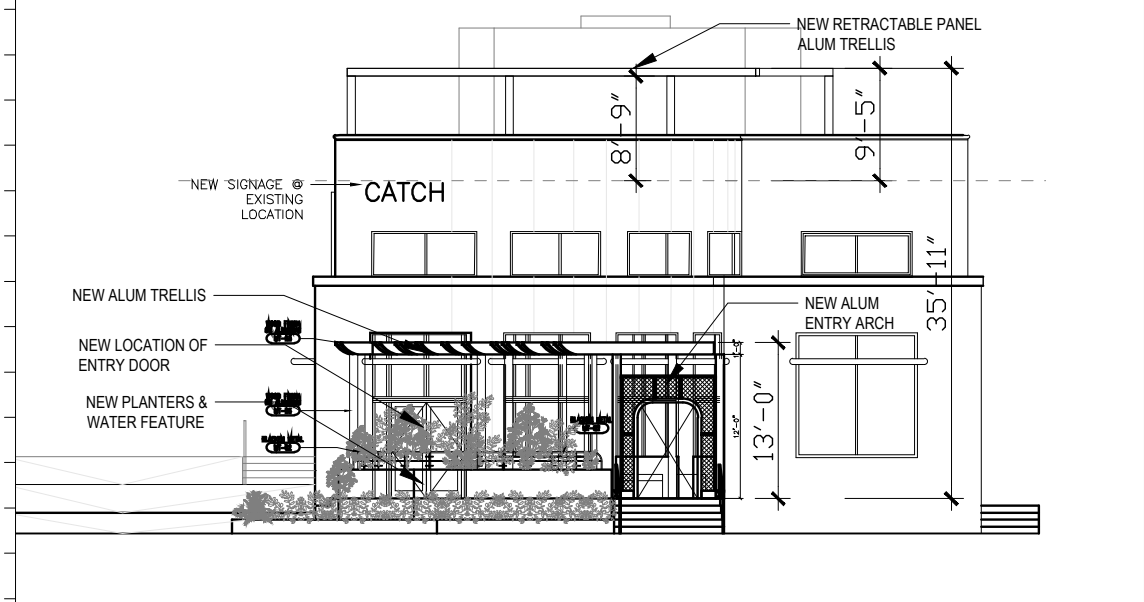 NEW RETRACTABLE PANEL
ALUM TRELLIS
8'-9"
9'-5"
NEW SIGNAGE @
EXISTING
LOCATION
CATCH
35'-11"
NEW ALUM TRELLIS
NEW ALUM
ENTRY ARCH
NEW LOCATION OF
ENTRY DOOR
NEW PLANTERS &
WATER FEATURE
13'-0"
12'-0"